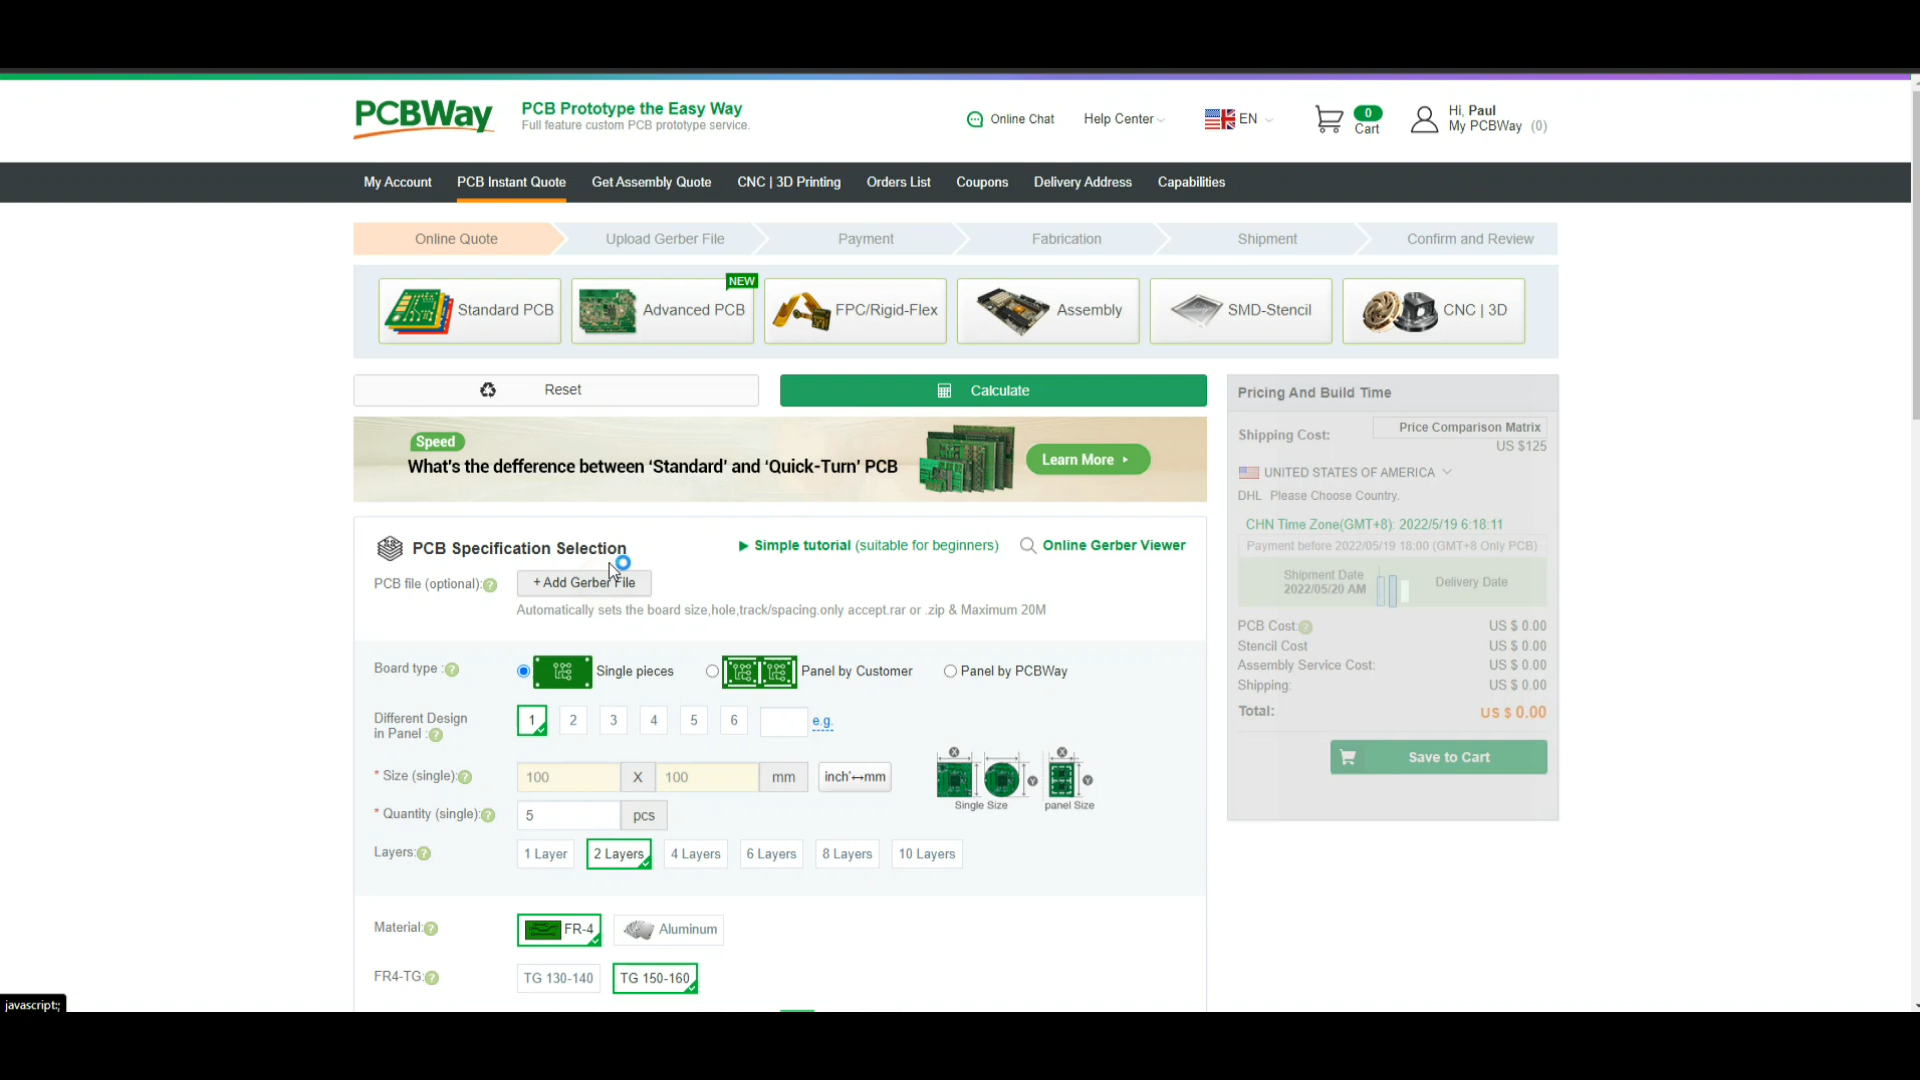 PCBWay
PCB Prototype the Easy Way
Full feature custom PCB prototype service.
Online Chat
Help Center
EN
0
Cart
Hi, Paul
My PCBWay (0)
My Account
PCB Instant Quote
Get Assembly Quote
CNC | 3D Printing
Orders List
Coupons
Delivery Address
Capabilities
Online Quote
Upload Gerber File
Payment
Fabrication
Shipment
Confirm and Review
Standard PCB
NEW
Advanced PCB
FPC/Rigid-Flex
Assembly
SMD-Stencil
CNC | 3D
Reset
Calculate
Speed
What's the defference between 'Standard' and 'Quick-Turn' PCB
Learn More
PCB Specification Selection
Simple tutorial (suitable for beginners)
Online Gerber Viewer
PCB file (optional):
+ Add Gerber File
Automatically sets the board size,hole,track/spacing.only accept.rar or .zip & Maximum 20M
Board type :
Single pieces
Panel by Customer
Panel by PCBWay
Different Design
in Panel :
1
2
3
4
5
6
e.g.
* Size (single):
100
X
100
mm
inch'↔mm
X
Y
Single Size
X
Y
panel Size
* Quantity (single):
5
pcs
Layers:
1 Layer
2 Layers
4 Layers
6 Layers
8 Layers
10 Layers
Material:
FR-4
Aluminum
FR4-TG:
TG 130-140
TG 150-160
Pricing And Build Time
Shipping Cost:
Price Comparison Matrix
US $125
UNITED STATES OF AMERICA
DHL Please Choose Country.
CHN Time Zone(GMT+8): 2022/5/19 6:18:11
Payment before 2022/05/19 18:00 (GMT+8 Only PCB)
Shipment Date
2022/05/20 AM
Delivery Date
PCB Cost:
US $ 0.00
Stencil Cost
US $ 0.00
Assembly Service Cost:
US $ 0.00
Shipping:
US $ 0.00
Total:
US $ 0.00
Save to Cart
javascript:;